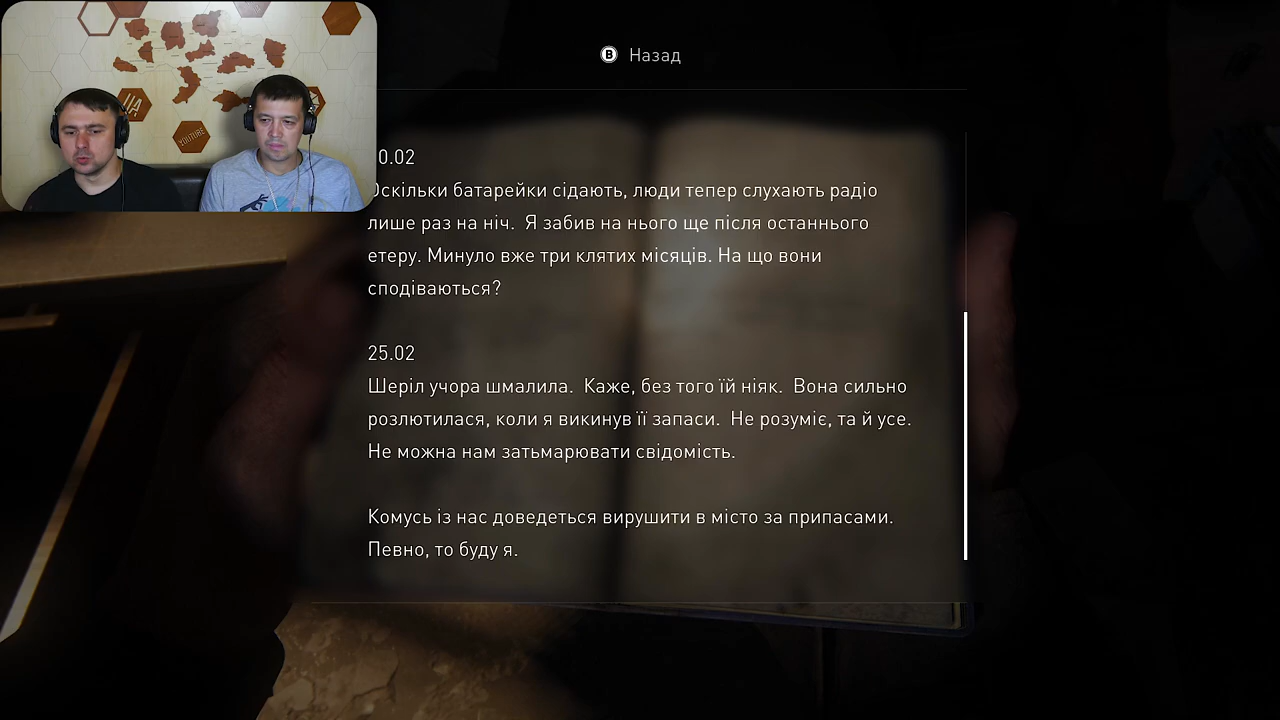 B Назад
0.02
Оскільки батарейки сідають, люди тепер слухають радіо
лише раз на ніч. Я забив на нього ще після останнього
етеру. Минуло вже три клятих місяців. На що вони
сподіваються?
25.02
Шеріл учора шмалила. Каже, без того їй ніяк. Вона сильно
розлютилася, коли я викинув її запаси. Не розуміє, та й усе.
Не можна нам затьмарювати свідомість.
Комусь із нас доведеться вирушити в місто за припасами.
Певно, то буду я.
YOUTUBE